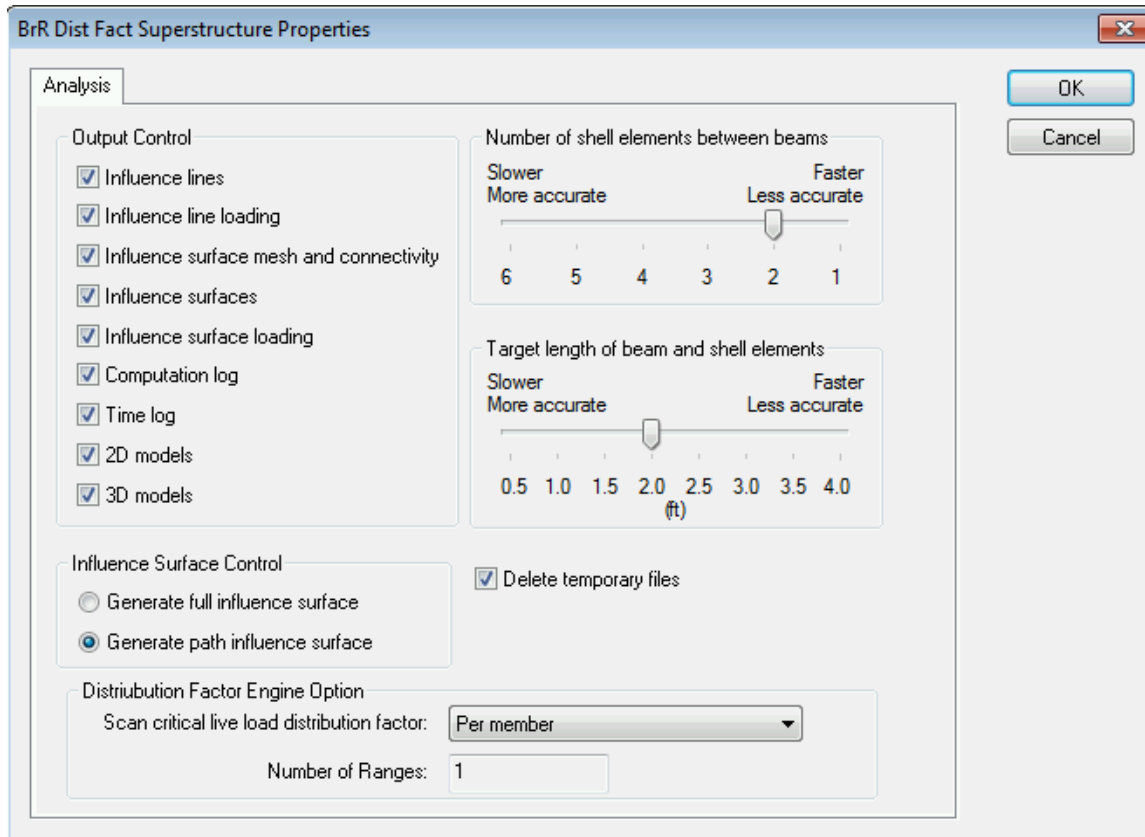 BrR Dist Fact Superstructure Properties
Analysis
OK
Cancel
Output Control
Influence lines
Influence line loading
Influence surface mesh and connectivity
Influence surfaces
Influence surface loading
Computation log
Time log
2D models
3D models
Number of shell elements between beams
Slower Faster
More accurate Less accurate
6 5 4 3 2 1
Target length of beam and shell elements
Slower Faster
More accurate Less accurate
0.5 1.0 1.5 2.0 2.5 3.0 3.5 4.0
(ft)
Influence Surface Control
Generate full influence surface
Generate path influence surface
Delete temporary files
Distriubution Factor Engine Option
Scan critical live load distribution factor: Per member
Number of Ranges: 1